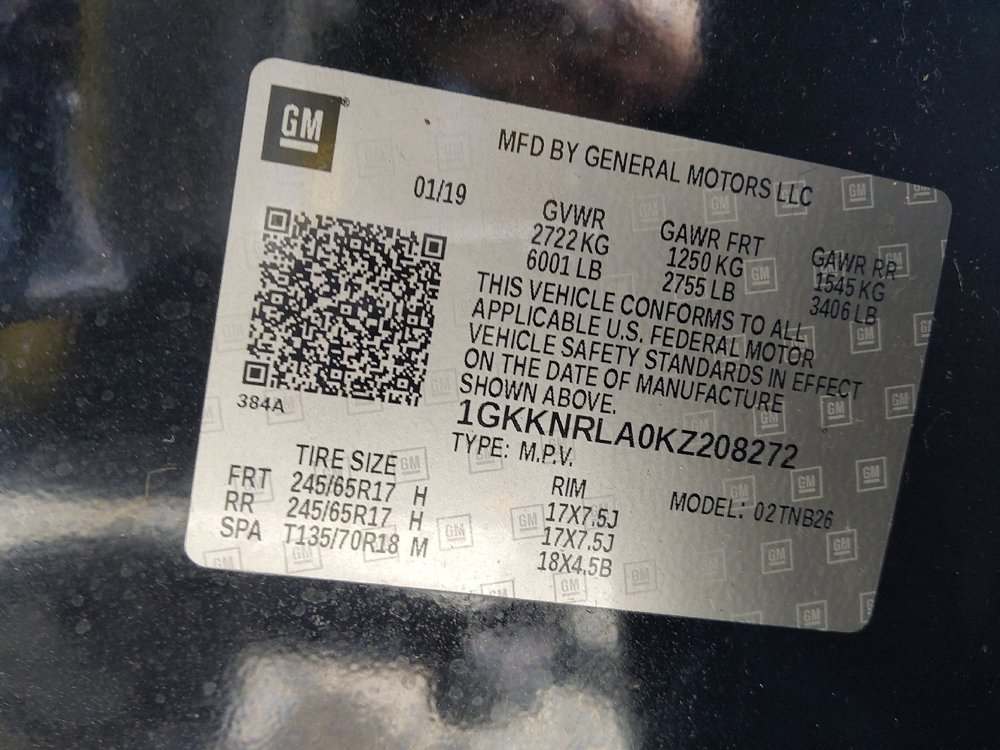 GM
MFD BY GENERAL MOTORS LLC
01/19
GVWR GAWR FRT GAWR RR
2722 KG 1250 KG 1545 KG
6001 LB 2755 LB 3406 LB
THIS VEHICLE CONFORMS TO ALL
APPLICABLE U.S. FEDERAL MOTOR
VEHICLE SAFETY STANDARDS IN EFFECT
ON THE DATE OF MANUFACTURE
SHOWN ABOVE.
384A
1GKKNRLA0KZ208272
TYPE: M.P.V. MODEL: 02TNB26
TIRE SIZE RIM
FRT 245/65R17 H 17X7.5J
RR 245/65R17 H 17X7.5J
SPA T135/70R18 M 18X4.5B